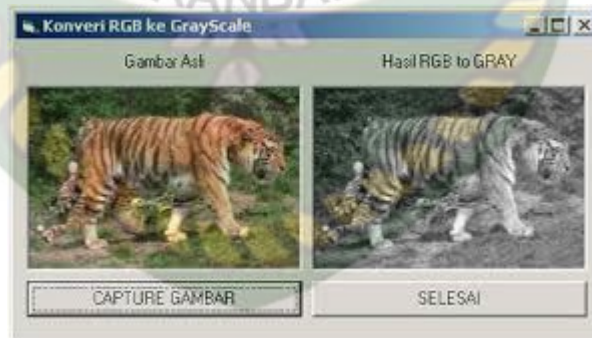 Konveri RGB ke GrayScale
Gambar Asli
Hasil RGB to GRAY
CAPTURE GAMBAR
SELESAI